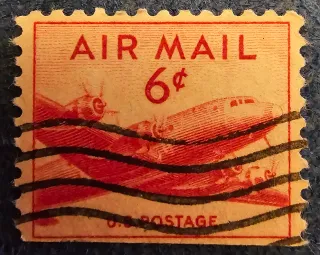 AIR MAIL
6¢
U.S. POSTAGE